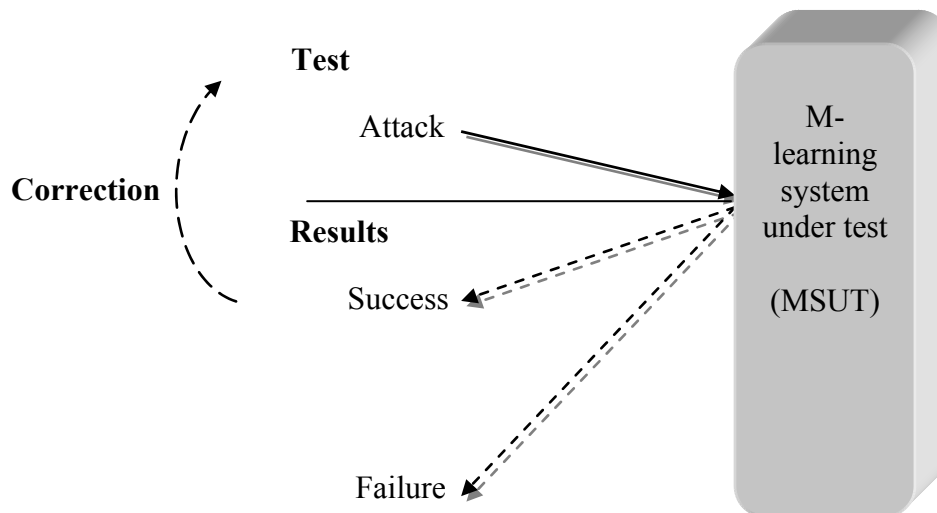 Test
Attack
Correction
Results
Success
Failure
M-
learning
system
under test
(MSUT)